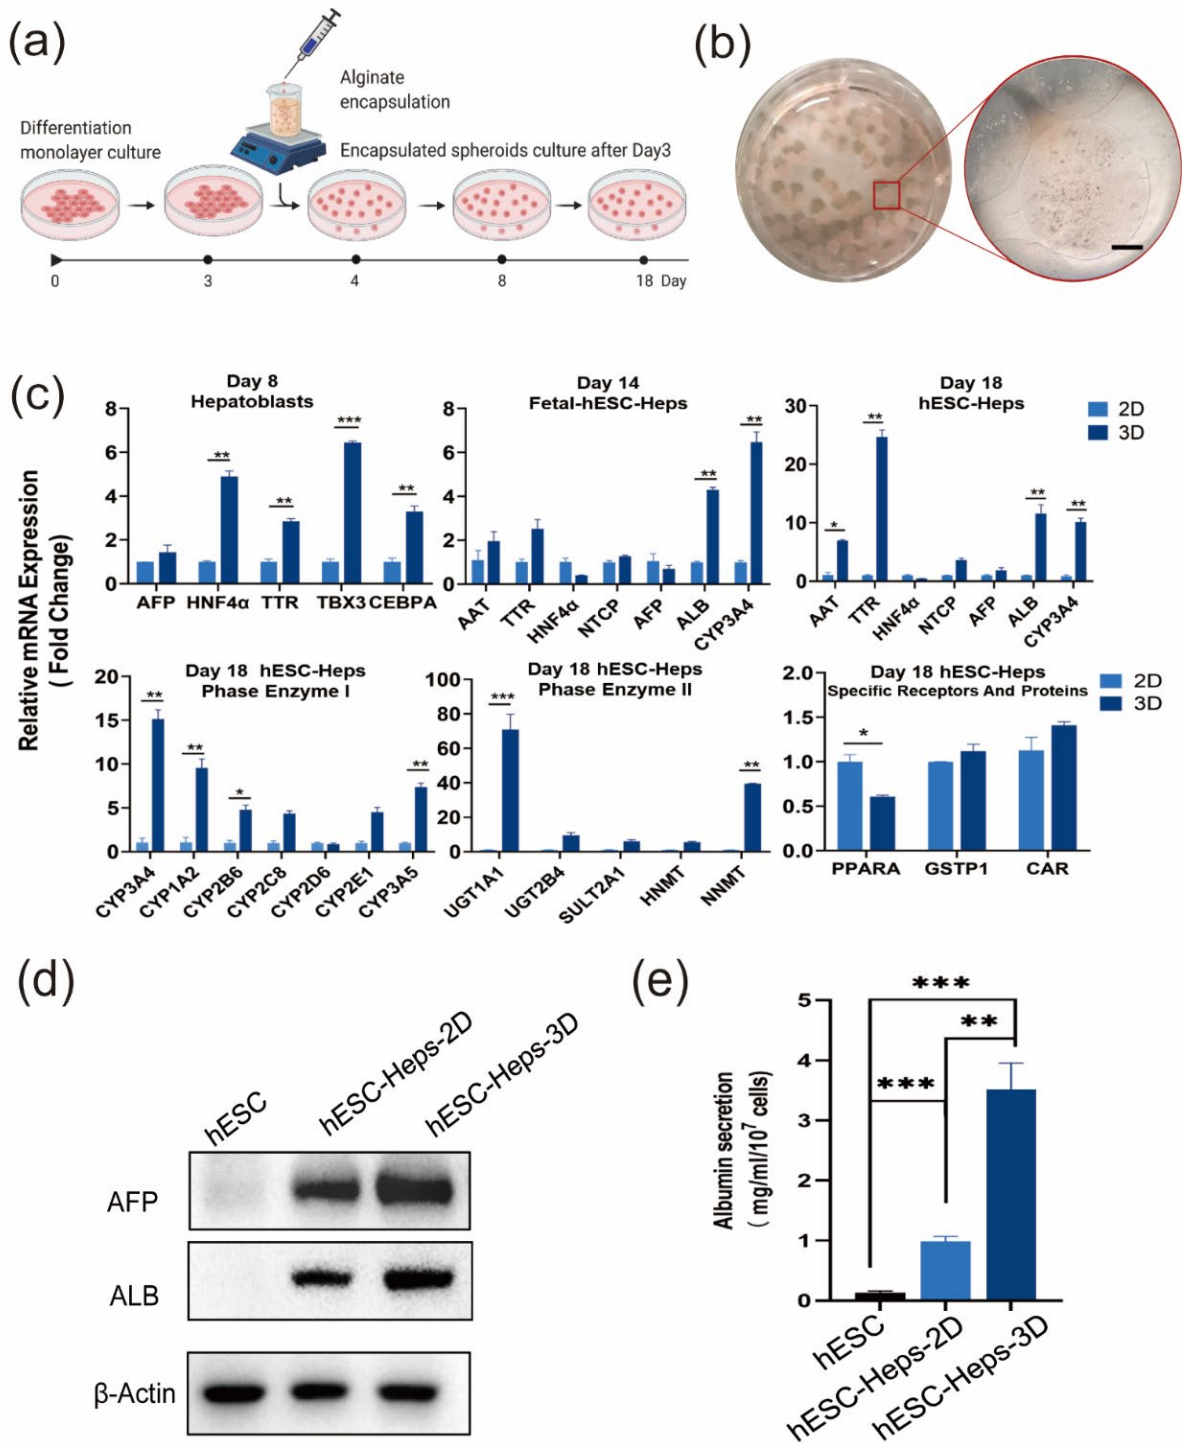 (a)
Alginate
encapsulation
Differentiation
monolayer culture
Encapsulated spheroids culture after Day3
0 3 4 8 18 Day
(b)
(c)
Relative mRNA Expression
( Fold Change)
Day 8
Hepatoblasts
8
6
4
2
0
** ** *** **
AFP HNF4α TTR TBX3 CEBPA
Day 14
Fetal-hESC-Heps
8
6
4
2
0
** **
AAT TTR HNF4α NTCP AFP ALB CYP3A4
Day 18
hESC-Heps
30
20
10
0
* ** ** **
AAT TTR HNF4α NTCP AFP ALB CYP3A4
2D
3D
Day 18 hESC-Heps
Phase Enzyme I
20
15
10
5
0
** ** * **
CYP3A4 CYP1A2 CYP2B6 CYP2C8 CYP2D6 CYP2E1 CYP3A5
Day 18 hESC-Heps
Phase Enzyme II
100
80
60
40
20
0
*** **
UGT1A1 UGT2B4 SULT2A1 HNMT NNMT
Day 18 hESC-Heps
Specific Receptors And Proteins
2.0
1.5
1.0
0.5
0.0
*
PPARA GSTP1 CAR
2D
3D
(d)
hESC hESC-Heps-2D hESC-Heps-3D
AFP
ALB
β-Actin
(e)
Albumin secretion
( mg/ml/10⁷ cells)
5
4
3
2
1
0
***
**
***
hESC hESC-Heps-2D hESC-Heps-3D